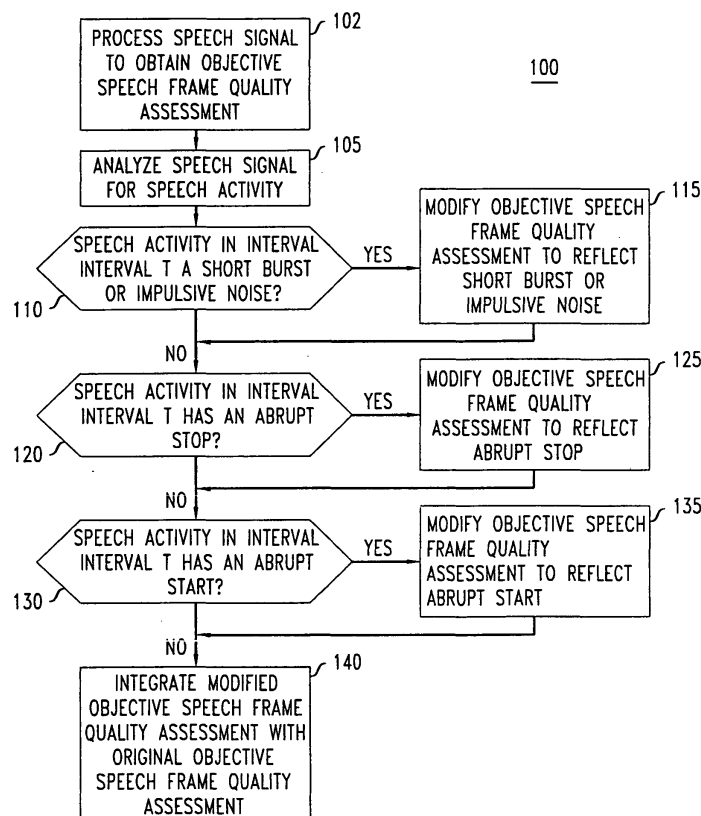 102
PROCESS SPEECH SIGNAL
TO OBTAIN OBJECTIVE
SPEECH FRAME QUALITY
ASSESSMENT
100
105
ANALYZE SPEECH SIGNAL
FOR SPEECH ACTIVITY
SPEECH ACTIVITY IN INTERVAL
INTERVAL T A SHORT BURST
OR IMPULSIVE NOISE?
110
YES
115
MODIFY OBJECTIVE SPEECH
FRAME QUALITY
ASSESSMENT TO REFLECT
SHORT BURST OR
IMPULSIVE NOISE
NO
SPEECH ACTIVITY IN INTERVAL
INTERVAL T HAS AN ABRUPT
STOP?
120
YES
125
MODIFY OBJECTIVE SPEECH
FRAME QUALITY
ASSESSMENT TO REFLECT
ABRUPT STOP
NO
SPEECH ACTIVITY IN INTERVAL
INTERVAL T HAS AN ABRUPT
START?
130
YES
135
MODIFY OBJECTIVE SPEECH
FRAME QUALITY
ASSESSMENT TO REFLECT
ABRUPT START
NO
140
INTEGRATE MODIFIED
OBJECTIVE SPEECH FRAME
QUALITY ASSESSMENT WITH
ORIGINAL OBJECTIVE
SPEECH FRAME QUALITY
ASSESSMENT